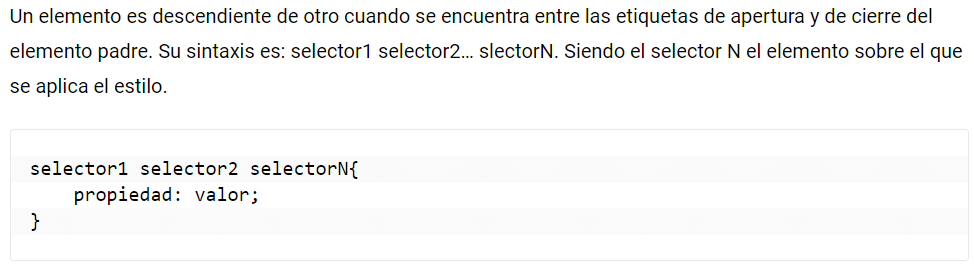 Un elemento es descendiente de otro cuando se encuentra entre las etiquetas de apertura y de cierre del
elemento padre. Su sintaxis es: selector1 selector2... slectorN. Siendo el selector N el elemento sobre el que
se aplica el estilo.
selector1 selector2 selectorN{
    propiedad: valor;
}